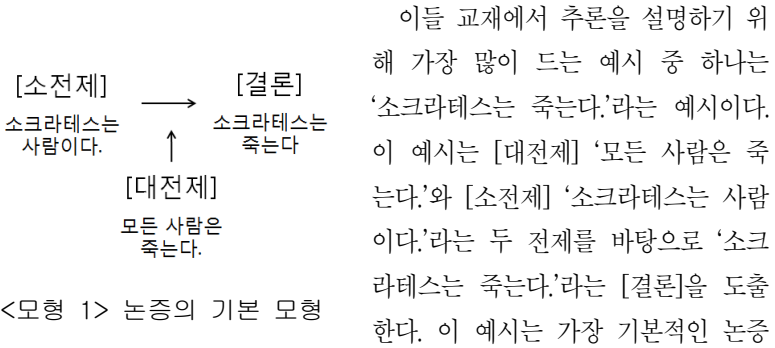 [소전제]
[결론]
소크라테스는
사람이다.
소크라테스는
죽는다
[대전제]
모든 사람은
죽는다.
<모형 1> 논증의 기본 모형
이들 교재에서 추론을 설명하기 위
해 가장 많이 드는 예시 중 하나는
‘소크라테스는 죽는다.’라는 예시이다.
이 예시는 [대전제] ‘모든 사람은 죽
는다.’와 [소전제] ‘소크라테스는 사람
이다.’라는 두 전제를 바탕으로 ‘소크
라테스는 죽는다.’라는 [결론]을 도출
한다. 이 예시는 가장 기본적인 논증